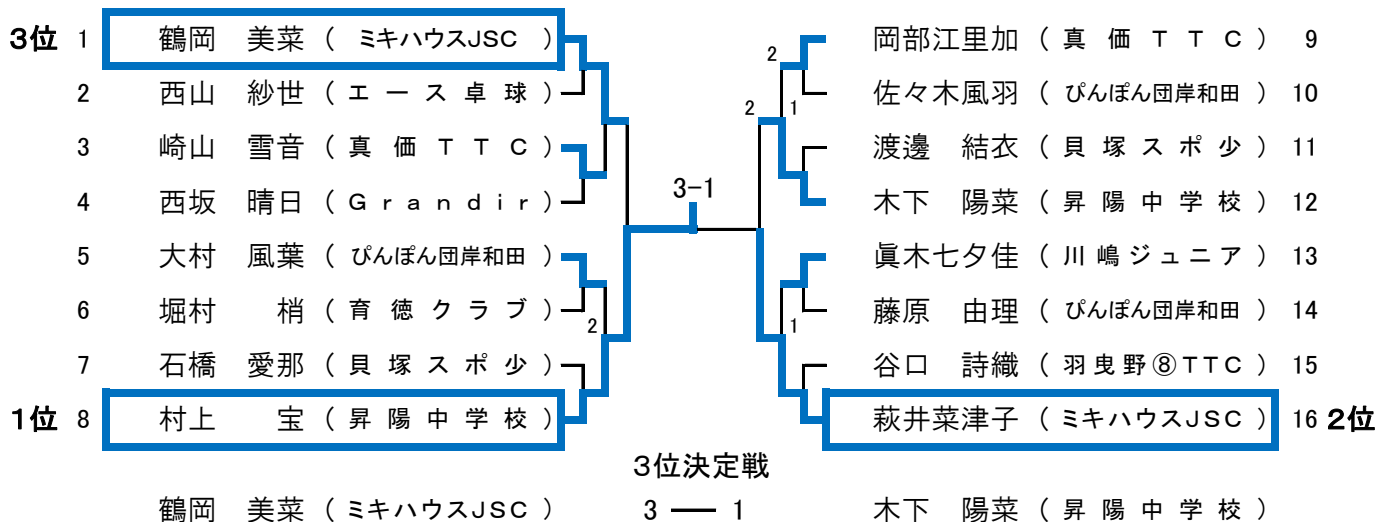 3位 1 鶴岡 美菜 ( ミキハウスJSC ) 岡部江里加 ( 真価TTC ) 9
2
2 西山 紗世 ( エース卓球 ) 佐々木風羽 ( ぴんぽん団岸和田 ) 10
2 1
3 崎山 雪音 ( 真価TTC ) 渡邊 結衣 ( 貝塚スポ少 ) 11
3-1
4 西坂 晴日 ( Grandir ) 木下 陽菜 ( 昇陽中学校 ) 12
5 大村 風葉 ( ぴんぽん団岸和田 ) 眞木七夕佳 ( 川嶋ジュニア ) 13
6 堀村 梢 ( 育徳クラブ ) 藤原 由理 ( ぴんぽん団岸和田 ) 14
2 1
7 石橋 愛那 ( 貝塚スポ少 ) 谷口 詩織 ( 羽曳野⑧TTC ) 15
1位 8 村上 宝 ( 昇陽中学校 ) 萩井菜津子 ( ミキハウスJSC ) 16 2位
3位決定戦
鶴岡 美菜 ( ミキハウスJSC ) 3 ― 1 木下 陽菜 ( 昇陽中学校 )